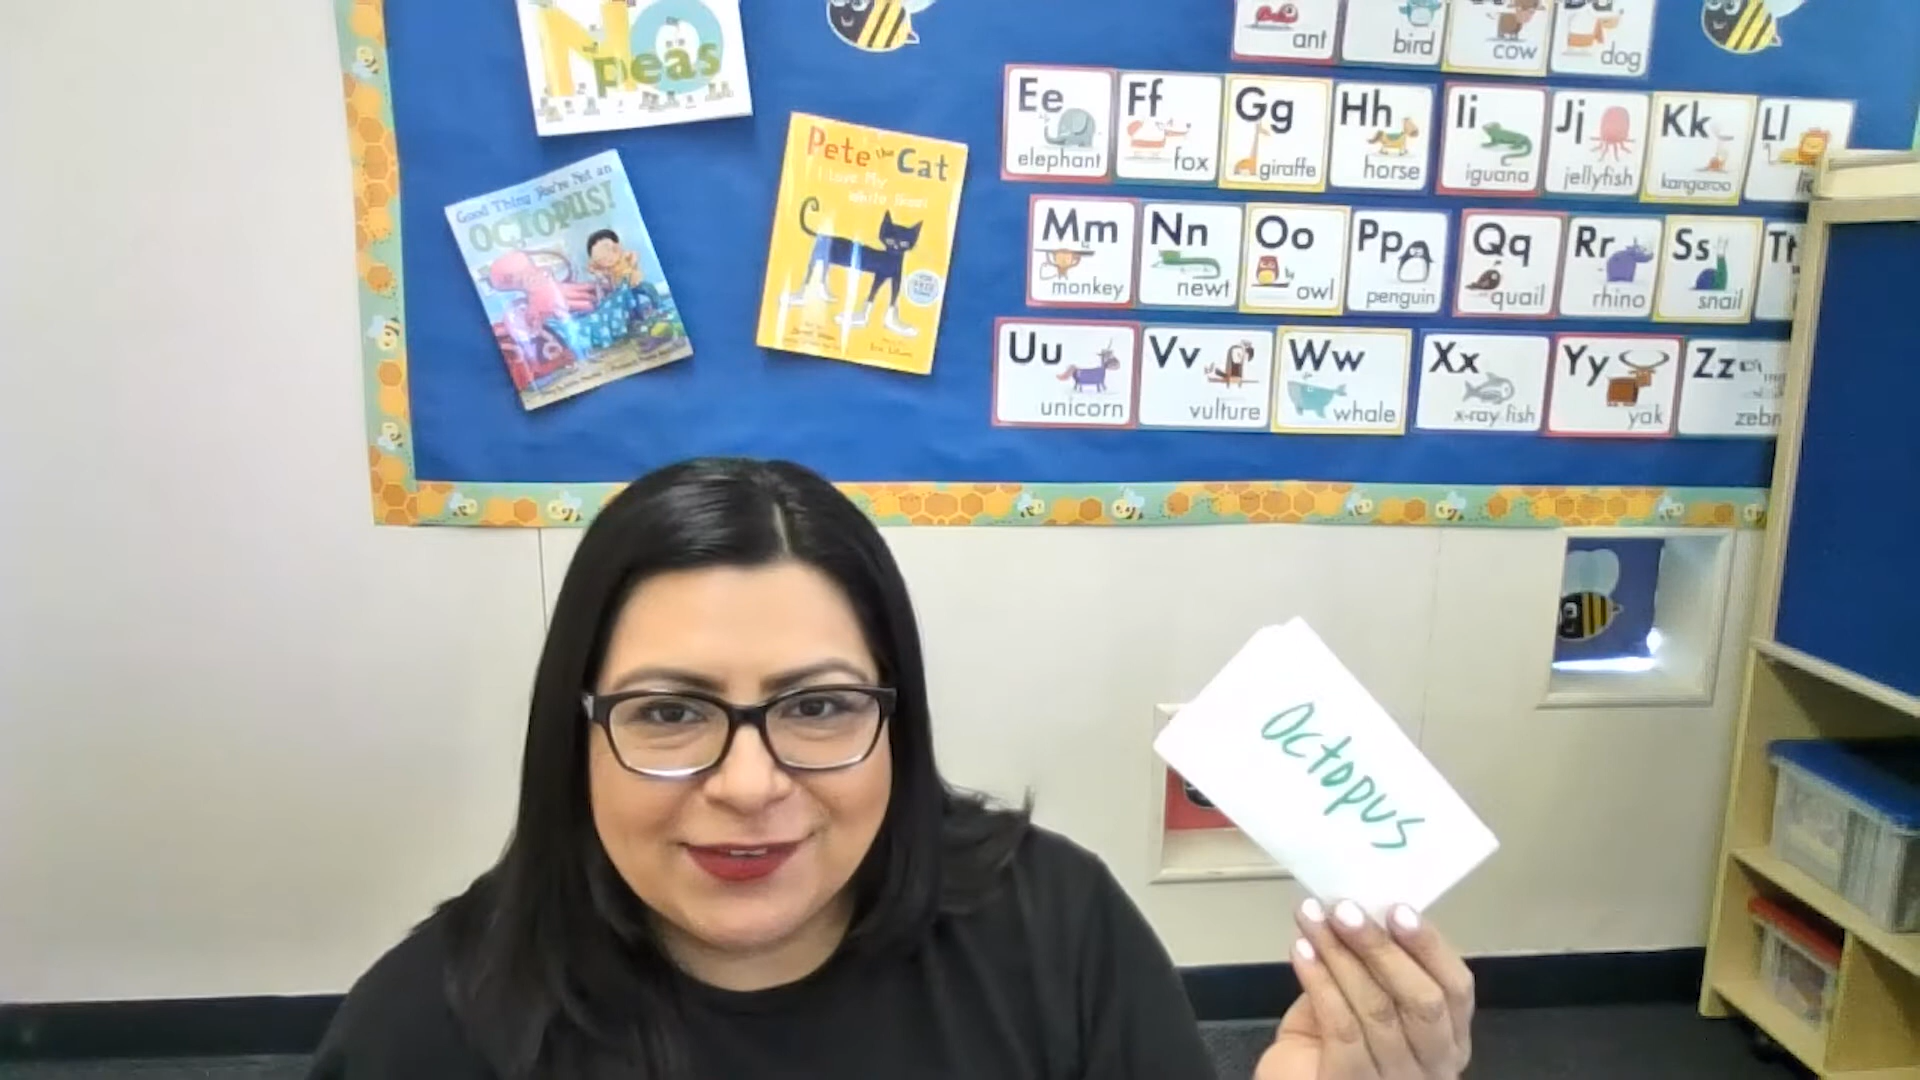 NO
peas
Good Thing You're Not an
OCTOPUS!
Pete the Cat
I Love My
White Shoes
ant
bird
cow
dog
Ee
elephant
Ff
fox
Gg
giraffe
Hh
horse
Ii
iguana
Jj
jellyfish
Kk
kangaroo
Ll
Mm
monkey
Nn
newt
Oo
owl
Pp
penguin
Qq
quail
Rr
rhino
Ss
snail
Uu
unicorn
Vv
vulture
Ww
whale
Xx
x-ray fish
Yy
yak
Zz
zebr
Octopus